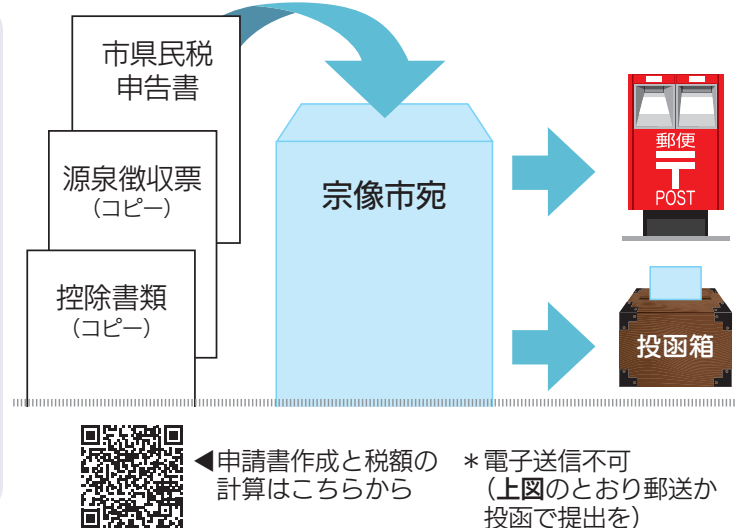 市県民税
申告書
源泉徴収票
（コピー）
控除書類
（コピー）
宗像市宛
郵便
〒
POST
投函箱
◀申請書作成と税額の
計算はこちらから
＊電子送信不可
（上図のとおり郵送か
投函で提出を）